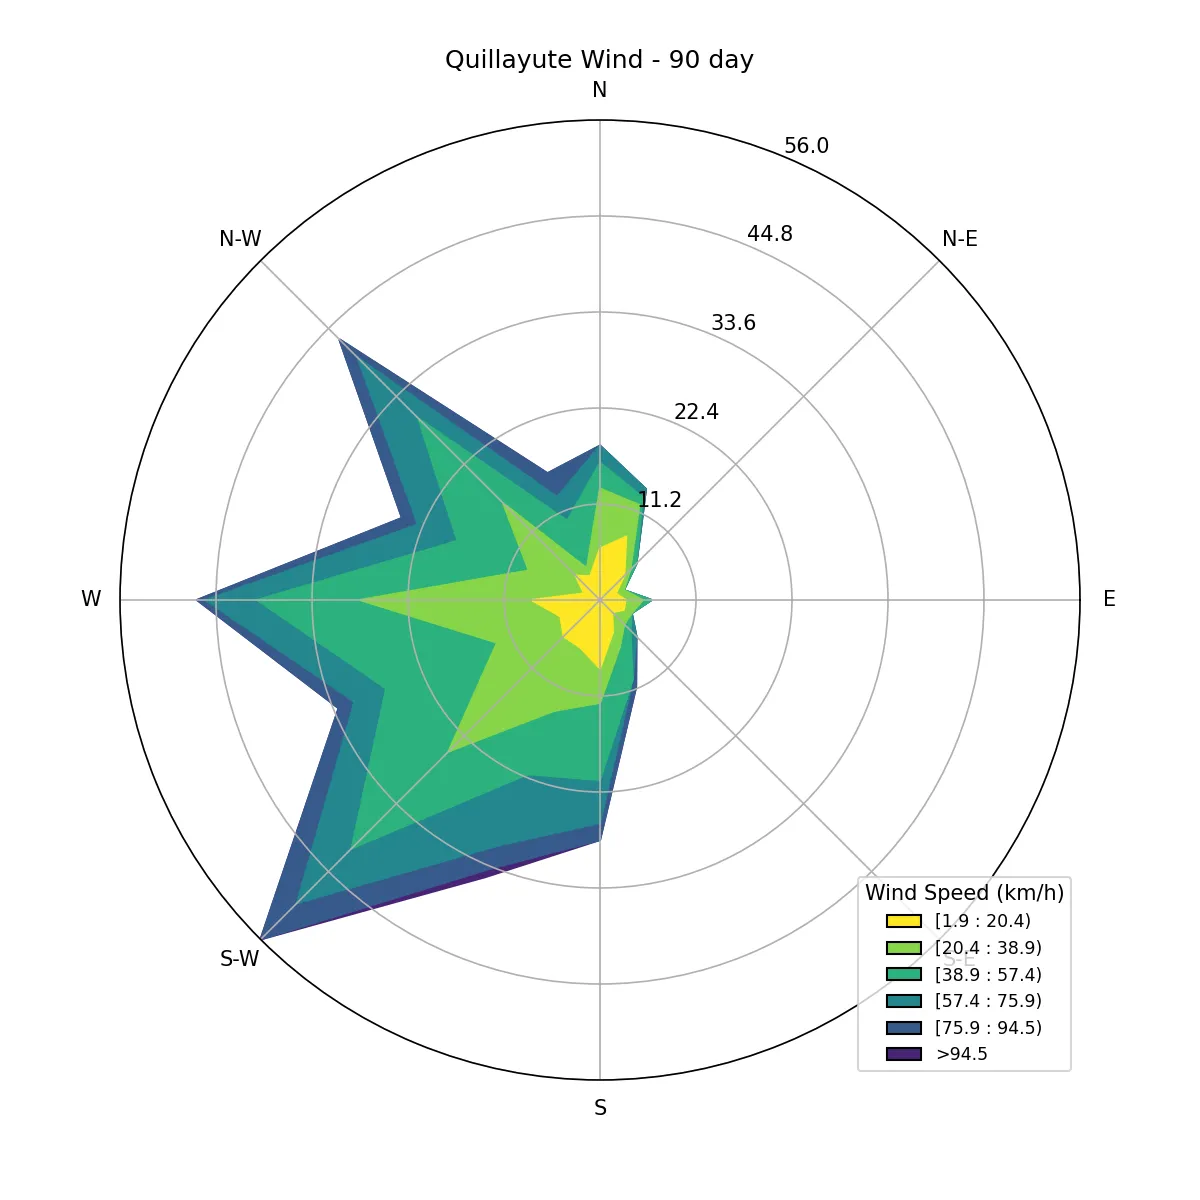 Quillayute Wind - 90 day
N
56.0
44.8
N-W
N-E
33.6
22.4
11.2
W
E
Wind Speed (km/h)
[1.9 : 20.4)
[20.4 : 38.9)
S-W
S-E
[38.9 : 57.4)
[57.4 : 75.9)
[75.9 : 94.5)
>94.5
S